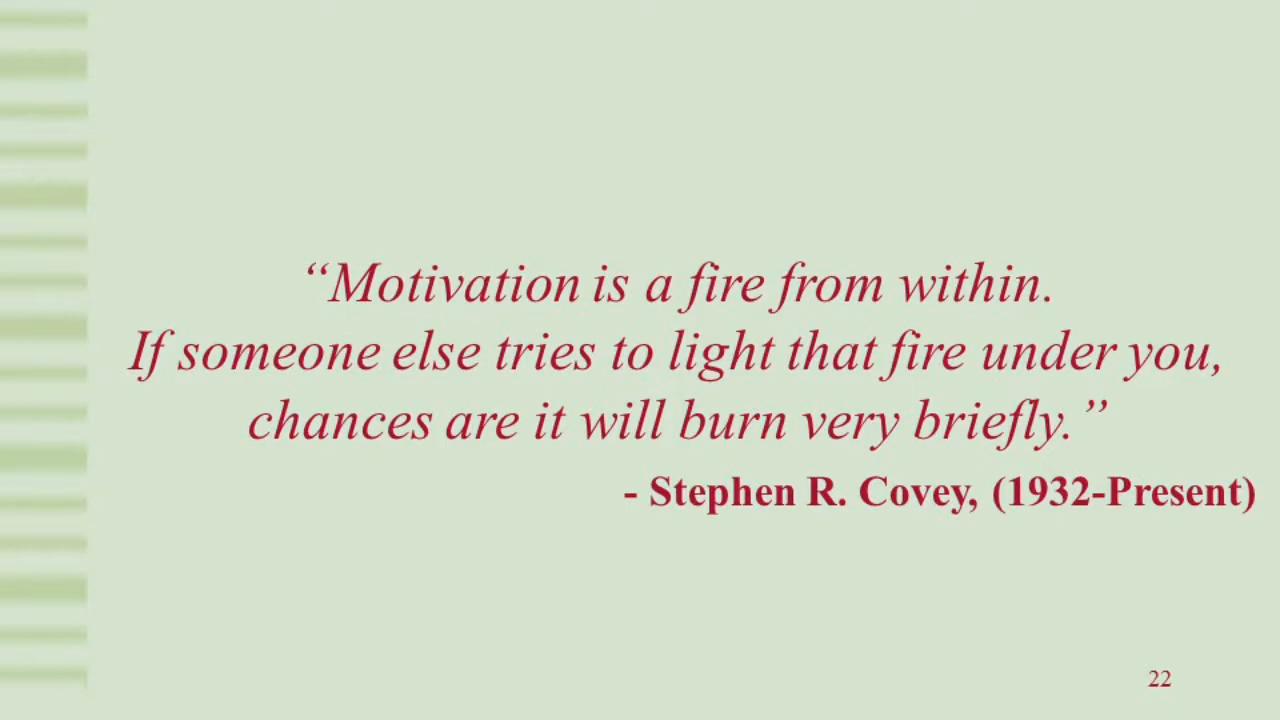 “Motivation is a fire from within.
If someone else tries to light that fire under you,
chances are it will burn very briefly.”
- Stephen R. Covey, (1932-Present)
22